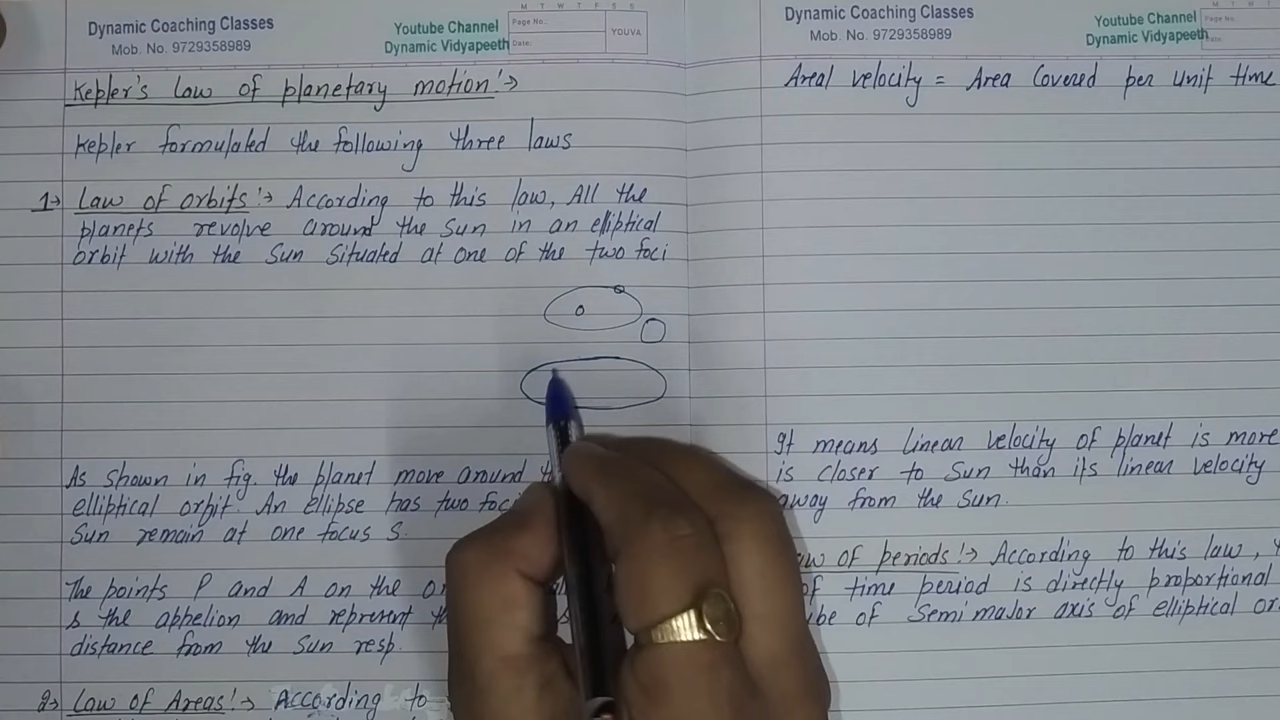 Dynamic Coaching Classes
Mob. No. 9729358989
Youtube Channel
Dynamic Vidyapeeth
M T W T F S S
Page No.:
Date:
YOUVA
Kepler's Law of planetary motion:→
Kepler formulated the following three laws
1→ Law of orbits:→ According to this law, All the
planets revolve around the Sun in an elliptical
orbit with the Sun Situated at one of the two foci
As shown in fig. the planet move around
elliptical orbit. An ellipse has two foci
Sun remain at one focus S.
The points P and A on the
is the aphelion and represent
distance from the Sun resp.
2→ Law of Areas:→ According to
Dynamic Coaching Classes
Mob. No. 9729358989
Youtube Channel
Dynamic Vidyapeeth
M T W T F S S
Page No.:
Areal velocity = Area Covered per unit time
It means linear velocity of planet is more
is closer to Sun than its linear velocity
away from the Sun.
of periods:→ According to this law,
of time period is directly proportional
of Semi major axis of elliptical